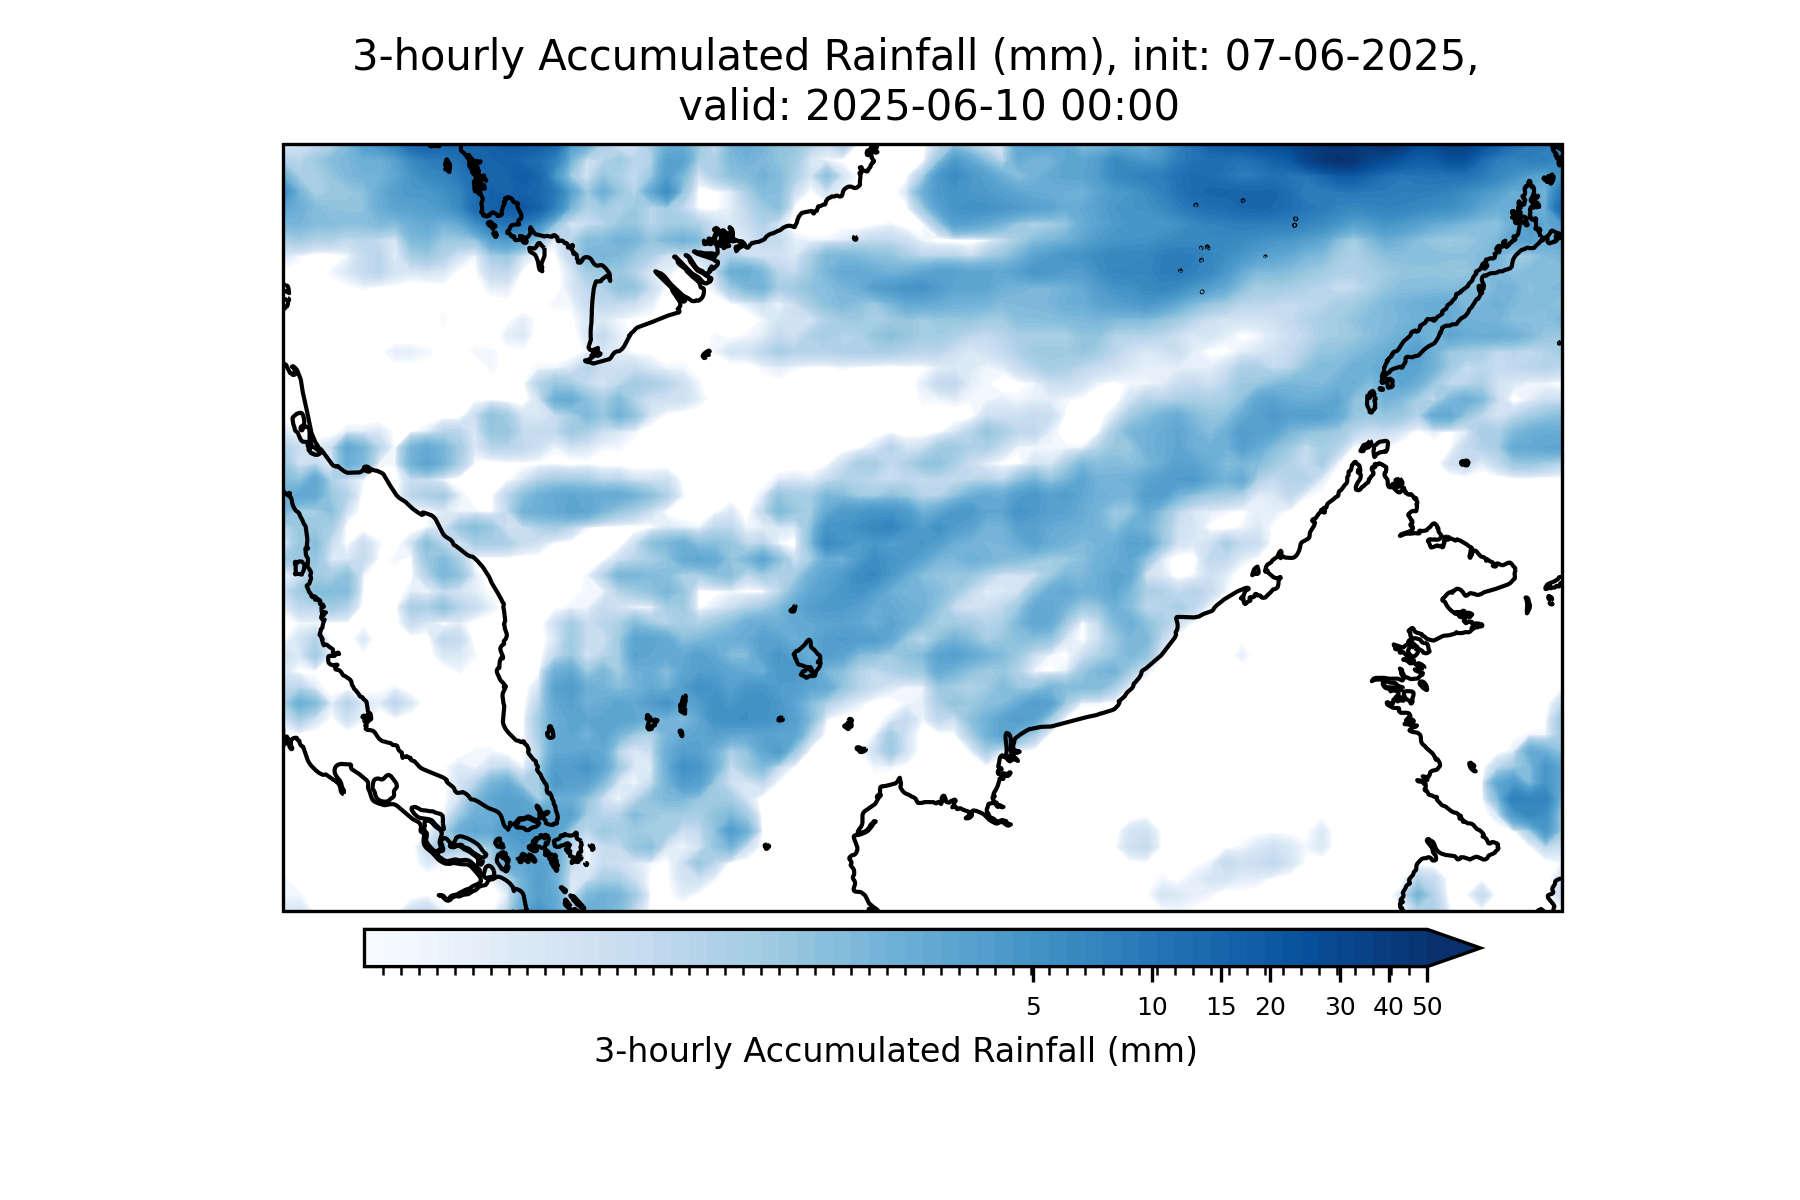 3-hourly Accumulated Rainfall (mm), init: 07-06-2025,
valid: 2025-06-10 00:00
5 10 15 20 30 40 50
3-hourly Accumulated Rainfall (mm)